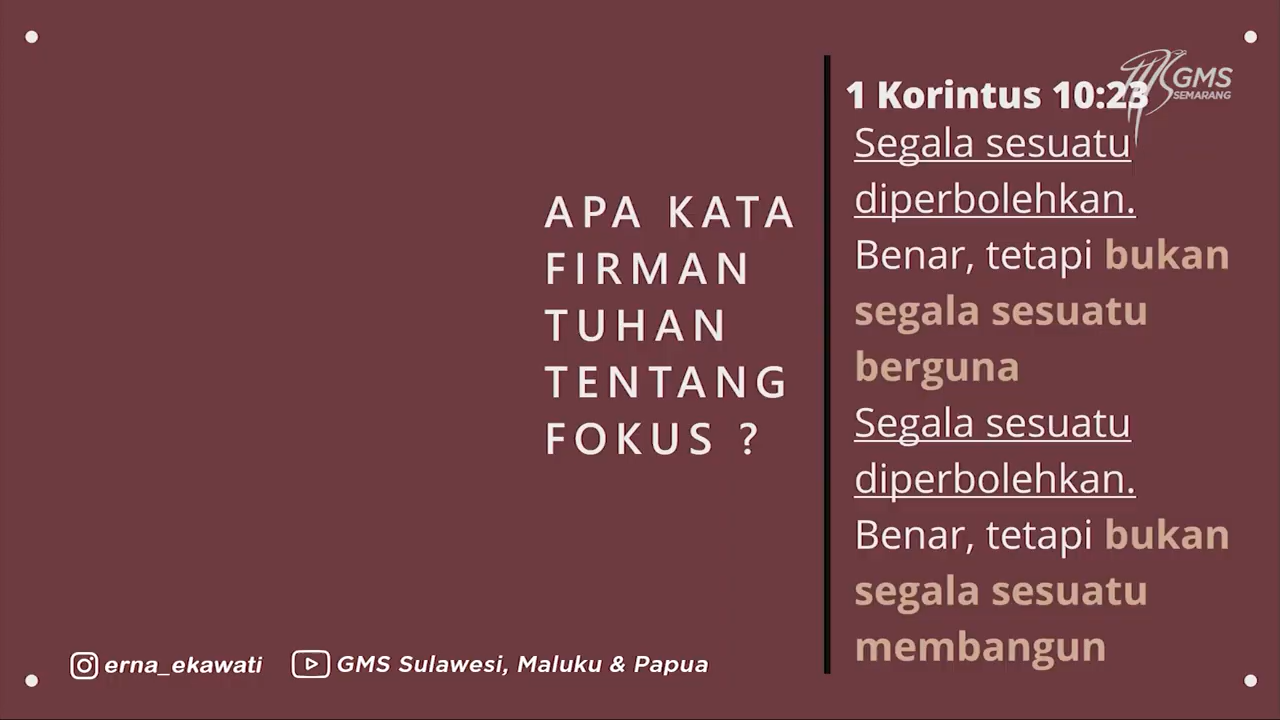 APA KATA
FIRMAN
TUHAN
TENTANG
FOKUS ?
1 Korintus 10:23
Segala sesuatu
diperbolehkan.
Benar, tetapi bukan
segala sesuatu
berguna
Segala sesuatu
diperbolehkan.
Benar, tetapi bukan
segala sesuatu
membangun
GMS
SEMARANG
erna_ekawati
GMS Sulawesi, Maluku & Papua